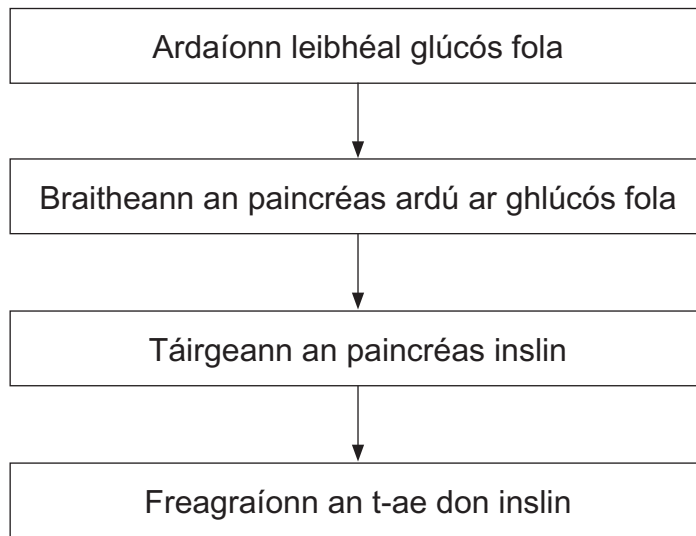 Ardaíonn leibhéal glúcós fola
Braitheann an paincréas ardú ar ghlúcós fola
Táirgeann an paincréas inslin
Freagraíonn an t-ae don inslin